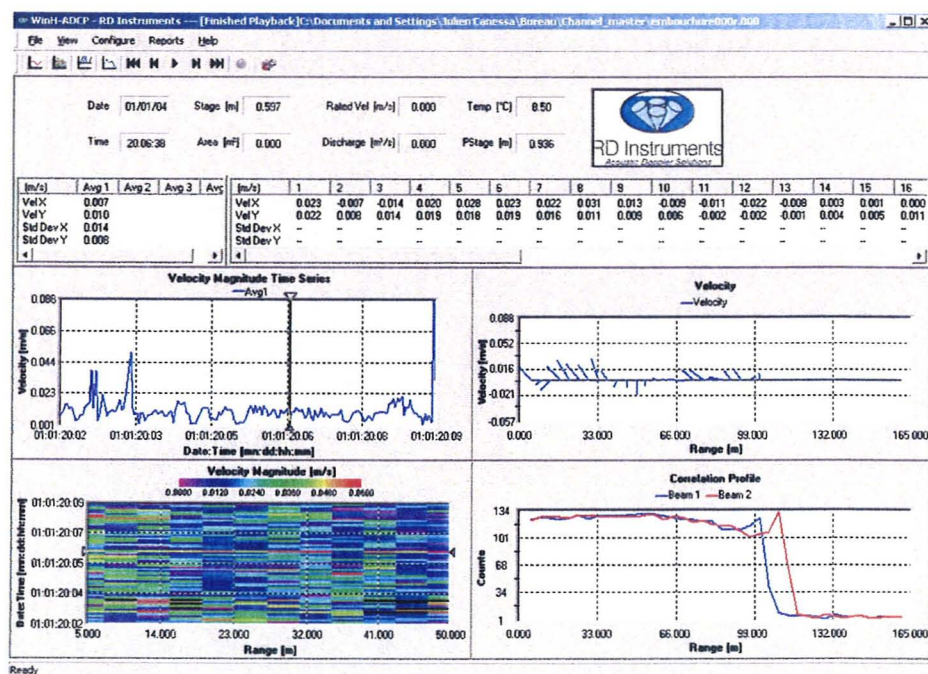 WinH-ADCP - RD Instruments ---- [Finished Playback]C:\Documents and Settings\Julien Canessa\Bureau\Channel_master\embouchure000r.000
File View Configure Reports Help
Date 01/01/04 Stage [m] 0.597 Rated Vel [m/s] 0.000 Temp [°C] 8.50
Time 20:06:38 Area [m²] 0.000 Discharge [m³/s] 0.000 PStage [m] 0.936
RD Instruments
Acoustic Doppler Solutions
[m/s] Avg 1 Avg 2 Avg 3 Avg
Vel X 0.007
Vel Y 0.010
Std Dev X 0.014
Std Dev Y 0.008
[m/s] 1 2 3 4 5 6 7 8 9 10 11 12 13 14 15 16
Vel X 0.023 -0.007 -0.014 0.020 0.028 0.023 0.022 0.031 0.013 -0.009 -0.011 -0.022 -0.008 0.003 0.001 0.000
Vel Y 0.022 0.008 0.014 0.019 0.018 0.019 0.016 0.011 0.009 0.006 -0.002 -0.002 -0.001 0.004 0.005 0.011
Std Dev X -- -- -- -- -- -- -- -- -- -- -- -- -- -- -- --
Std Dev Y -- -- -- -- -- -- -- -- -- -- -- -- -- -- -- --
Velocity Magnitude Time Series
Avg1
Velocity [m/s]
0.086
0.066
0.044
0.023
0.001
01:01:20.02 01:01:20.03 01:01:20.05 01:01:20.06 01:01:20.08 01:01:20.09
Date:Time [mn:dd:hh:mm]
Velocity
Velocity
Velocity [m/s]
0.088
0.052
0.016
-0.021
-0.057
0.000 33.000 66.000 99.000 132.000 165.000
Range [m]
Velocity Magnitude [m/s]
0.0000 0.0120 0.0240 0.0360 0.0480 0.0600
Date:Time [mn:dd:hh:mm]
01:01:20.09
01:01:20.07
01:01:20.05
01:01:20.04
01:01:20.02
5.000 14.000 23.000 32.000 41.000 50.000
Range [m]
Correlation Profile
Beam 1 Beam 2
Counts
134
101
68
34
1
0.000 33.000 66.000 99.000 132.000 165.000
Range [m]
Ready